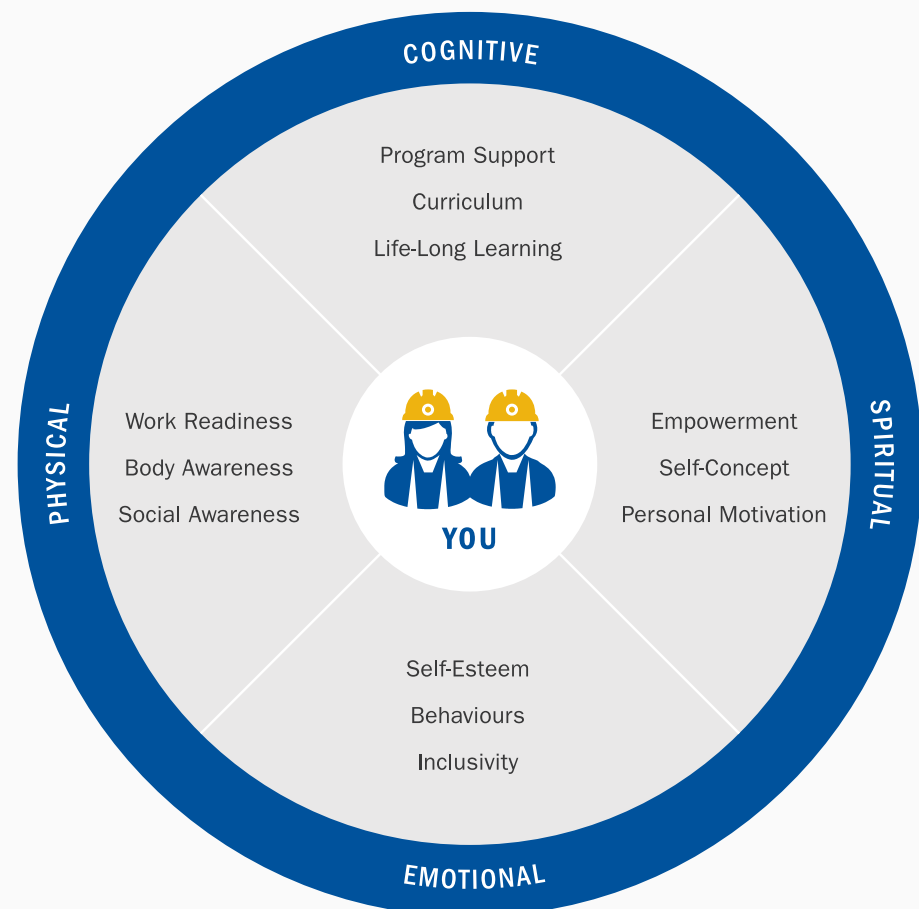 COGNITIVE
Program Support
Curriculum
Life-Long Learning
PHYSICAL
Work Readiness
Body Awareness
Social Awareness
YOU
Empowerment
Self-Concept
Personal Motivation
SPIRITUAL
Self-Esteem
Behaviours
Inclusivity
EMOTIONAL